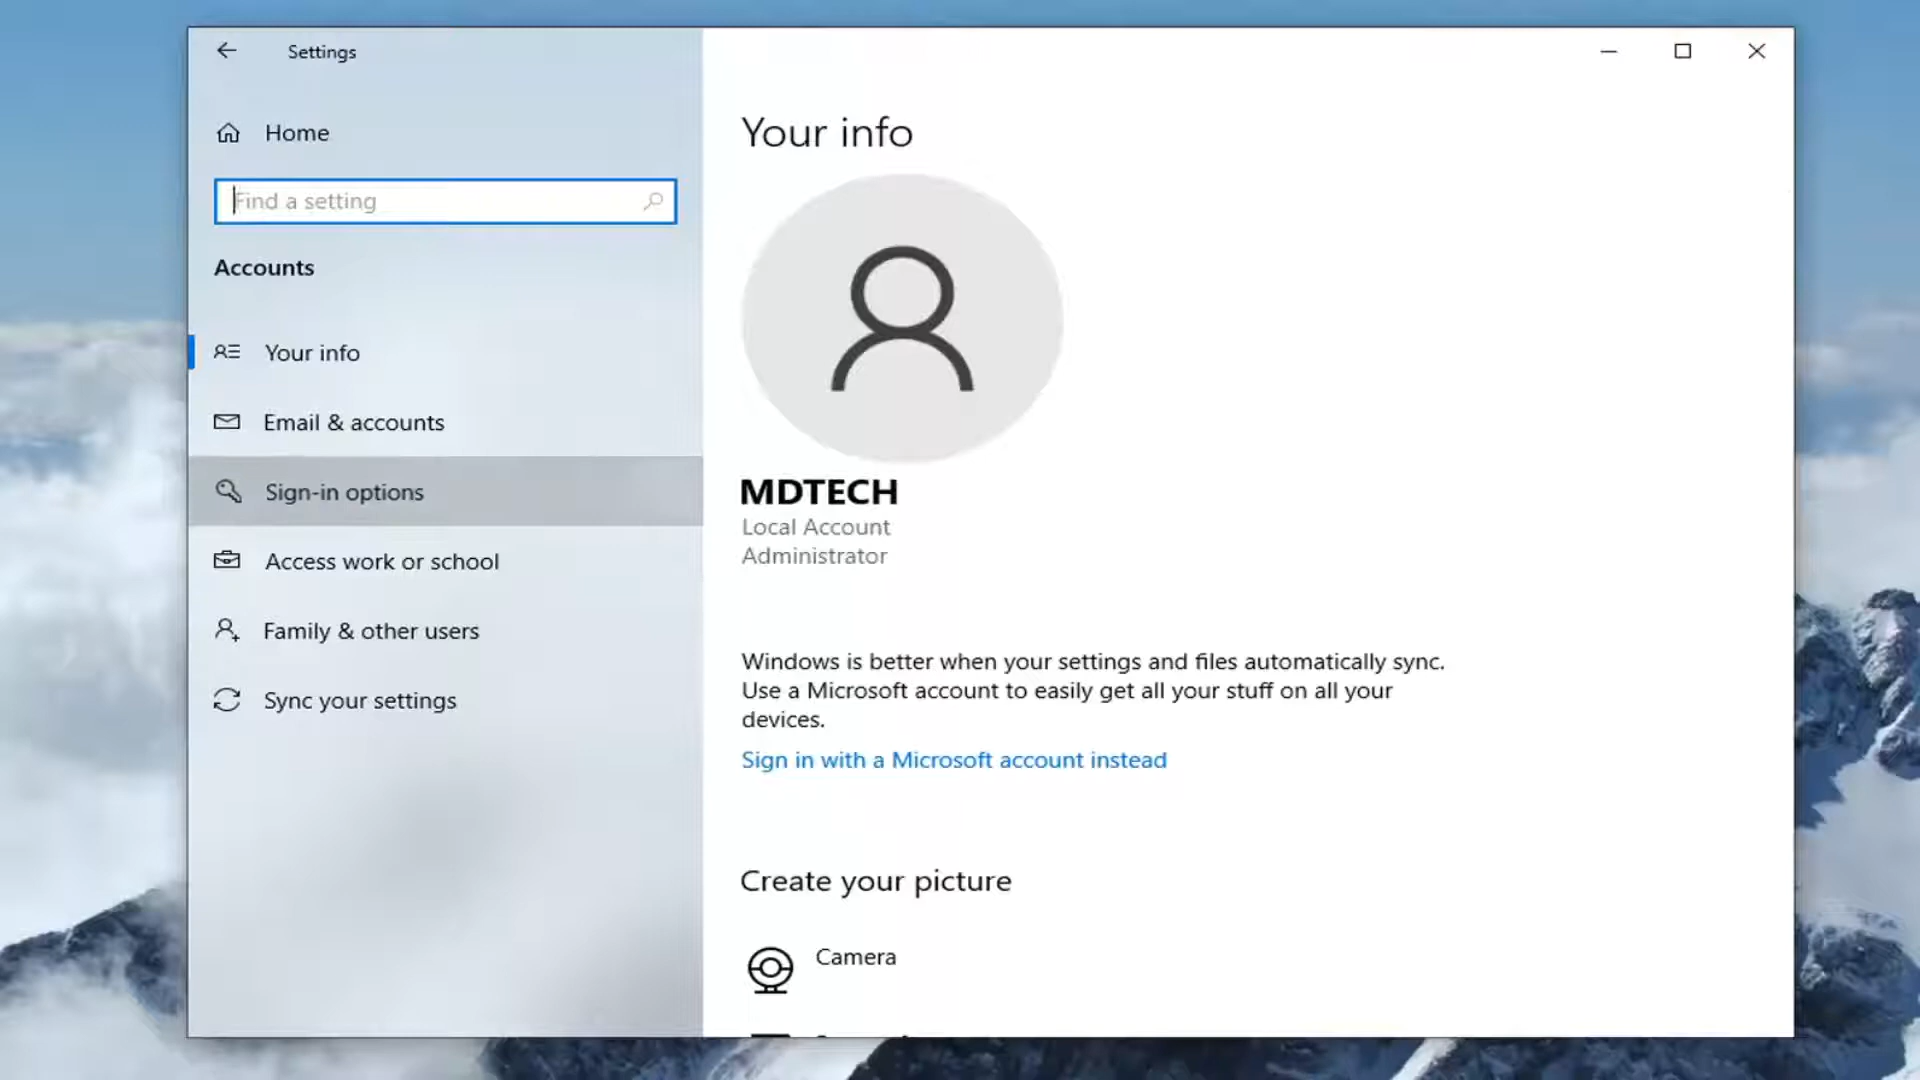 Settings
Home
Find a setting
Accounts
Your info
Email & accounts
Sign-in options
Access work or school
Family & other users
Sync your settings
Your info
MDTECH
Local Account
Administrator
Windows is better when your settings and files automatically sync.
Use a Microsoft account to easily get all your stuff on all your
devices.
Sign in with a Microsoft account instead
Create your picture
Camera